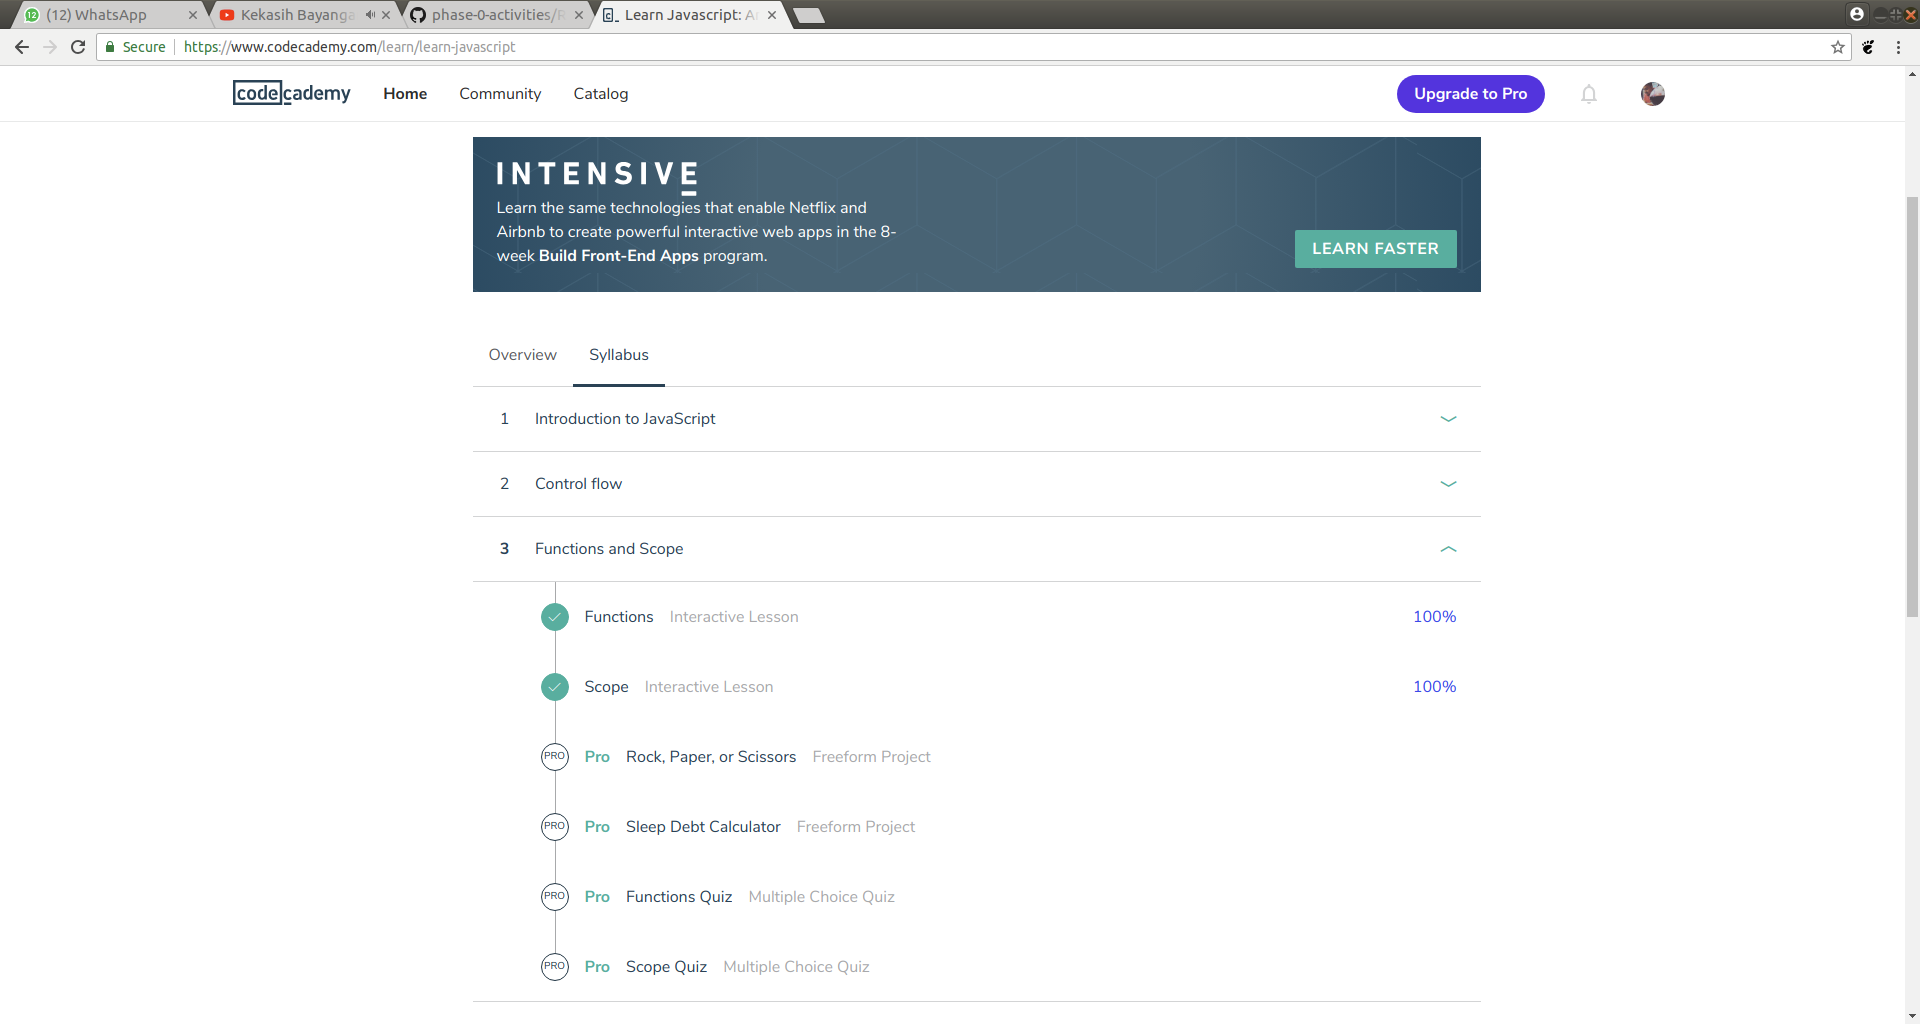 (12) WhatsApp
Kekasih Bayanga
phase-0-activities/R
Learn Javascript: A
Secure
https://www.codecademy.com/learn/learn-javascript
codecademy
Home
Community
Catalog
Upgrade to Pro
INTENSIVE
Learn the same technologies that enable Netflix and
Airbnb to create powerful interactive web apps in the 8-
week Build Front-End Apps program.
LEARN FASTER
Overview
Syllabus
1 Introduction to JavaScript
2 Control flow
3 Functions and Scope
Functions Interactive Lesson 100%
Scope Interactive Lesson 100%
PRO Pro Rock, Paper, or Scissors Freeform Project
PRO Pro Sleep Debt Calculator Freeform Project
PRO Pro Functions Quiz Multiple Choice Quiz
PRO Pro Scope Quiz Multiple Choice Quiz